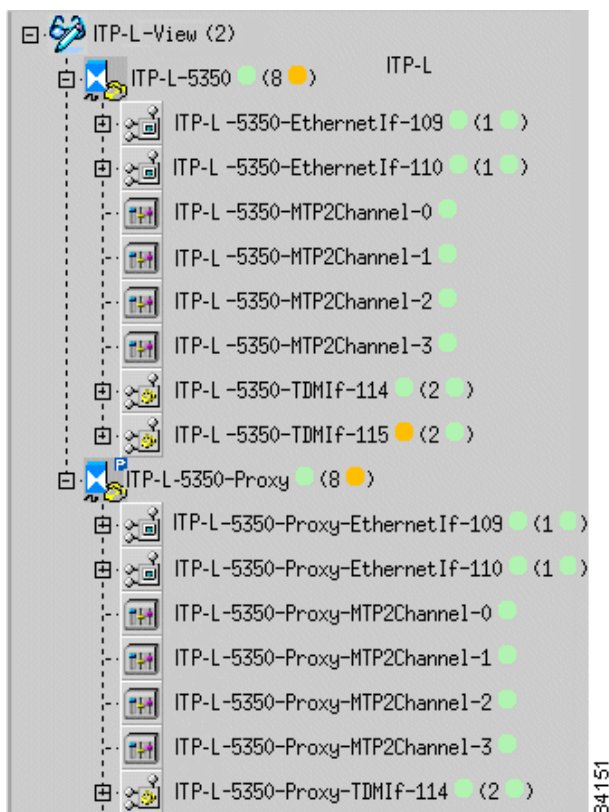 ITP-L-View (2)
ITP-L
ITP-L-5350 (8 )
ITP-L -5350-EthernetIf-109 (1 )
ITP-L -5350-EthernetIf-110 (1 )
ITP-L -5350-MTP2Channel-0
ITP-L -5350-MTP2Channel-1
ITP-L -5350-MTP2Channel-2
ITP-L -5350-MTP2Channel-3
ITP-L -5350-TDMIf-114 (2 )
ITP-L -5350-TDMIf-115 (2 )
P
ITP-L-5350-Proxy (8 )
ITP-L-5350-Proxy-EthernetIf-109 (1 )
ITP-L-5350-Proxy-EthernetIf-110 (1 )
ITP-L-5350-Proxy-MTP2Channel-0
ITP-L-5350-Proxy-MTP2Channel-1
ITP-L-5350-Proxy-MTP2Channel-2
ITP-L-5350-Proxy-MTP2Channel-3
ITP-L-5350-Proxy-TDMIf-114 (2 )
84151